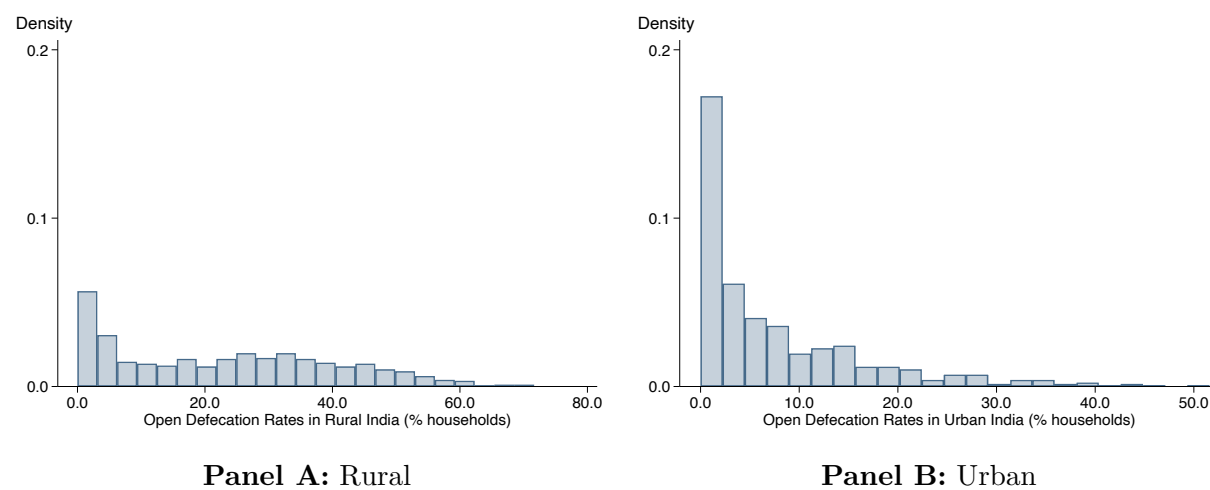 Density
0.2
0.1
0.0
0.0 20.0 40.0 60.0 80.0
Open Defecation Rates in Rural India (% households)
Panel A: Rural
Density
0.2
0.1
0.0
0.0 10.0 20.0 30.0 40.0 50.0
Open Defecation Rates in Urban India (% households)
Panel B: Urban